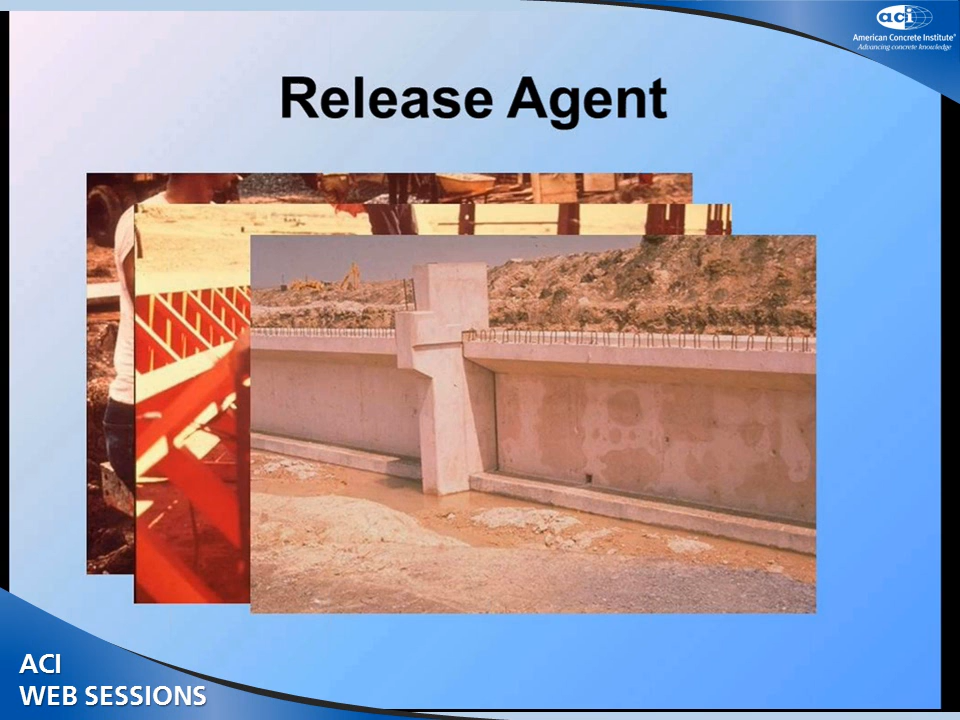 aci
American Concrete Institute®
Advancing concrete knowledge
Release Agent
ACI
WEB SESSIONS